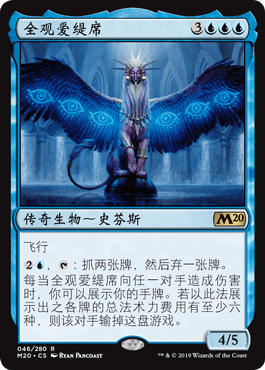 全观爱缇席 3
传奇生物～史芬斯 M20
飞行
2, : 抓两张牌，然后弃一张牌。
每当全观爱缇席向任一对手造成伤害
时，你可以展示你的手牌。若以此法展
示出之各牌的总法术力费用有至少六
种，则该对手输掉这盘游戏。
4/5
046/280 R
M20 • CS RYAN PANCOAST
™ & © 2019 Wizards of the Coast